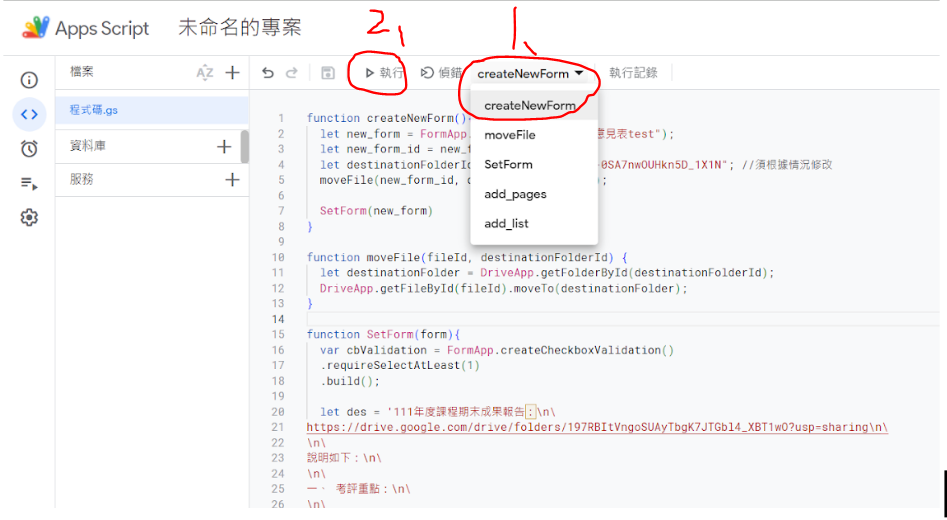 2、
1、
Apps Script 未命名的專案
檔案 AZ 執行 偵錯 createNewForm 執行記錄
程式碼.gs
資料庫
服務
createNewForm
moveFile
SetForm
add_pages
add_list
1 function createNewForm()
2 let new_form = FormApp. 意見表test");
3 let new_form_id = new_
4 let destinationFolderId -0SA7nwOUHkn5D_1X1N"; //須根據情況修改
5 moveFile(new_form_id, ;
6
7 SetForm(new_form)
8 }
9
10 function moveFile(fileId, destinationFolderId) {
11 let destinationFolder = DriveApp.getFolderById(destinationFolderId);
12 DriveApp.getFileById(fileId).moveTo(destinationFolder);
13 }
14
15 function SetForm(form){
16 var cbValidation = FormApp.createCheckboxValidation()
17 .requireSelectAtLeast(1)
18 .build();
19
20 let des = '111年度課程期末成果報告：\n\
21 https://drive.google.com/drive/folders/197RBItVngoSUAyTbgK7JTGbl4_XBT1wO?usp=sharing\n\
22 \n\
23 說明如下：\n\
24 \n\
25 一、 考評重點：\n\
26 \n\